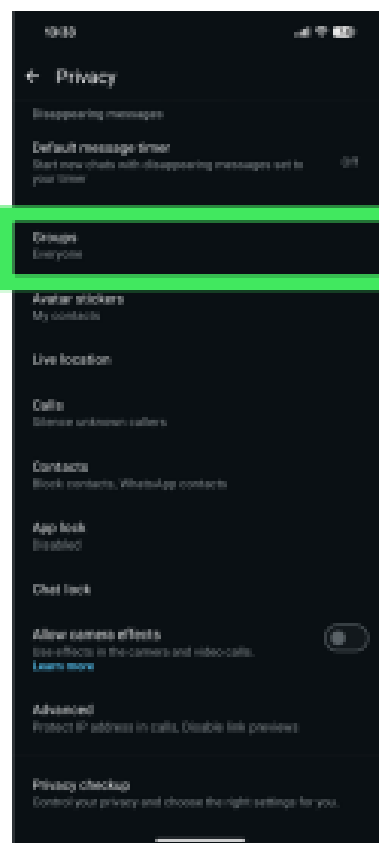 10:33
Privacy
Disappearing messages
Default message timer
Start new chats with disappearing messages set to
your timer
Off
Groups
Everyone
Avatar stickers
My contacts
Live location
Calls
Silence unknown callers
Contacts
Block contacts, WhatsApp contacts
App lock
Disabled
Chat lock
Allow camera effects
Use effects in the camera and video calls.
Learn more
Advanced
Protect IP address in calls, Disable link previews
Privacy checkup
Control your privacy and choose the right settings for you.